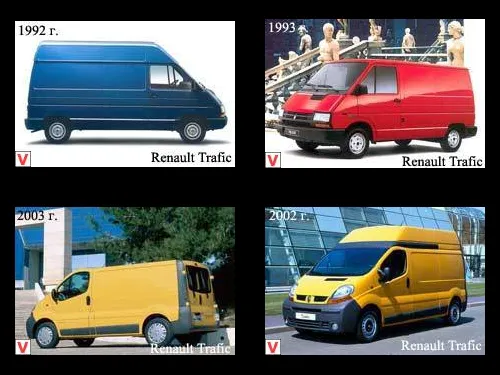 1992 г.
V
Renault Trafic
1993 г.
V
Renault Trafic
2003 г.
V
Renault Trafic
2002 г.
V
Renault Trafic